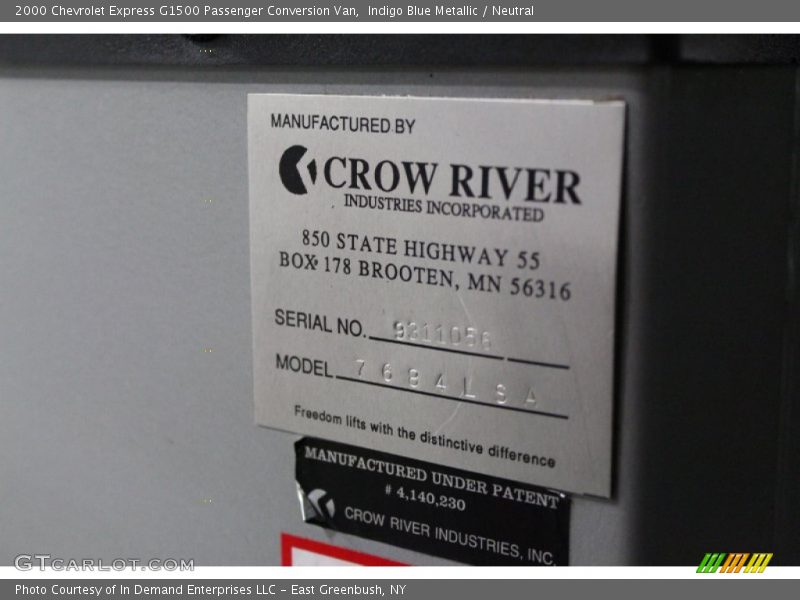 2000 Chevrolet Express G1500 Passenger Conversion Van, Indigo Blue Metallic / Neutral
MANUFACTURED BY
CROW RIVER
INDUSTRIES INCORPORATED
850 STATE HIGHWAY 55
BOX 178 BROOTEN, MN 56316
SERIAL NO. 9311056
MODEL 7684LSA
Freedom lifts with the distinctive difference
MANUFACTURED UNDER PATENT
# 4,140,230
CROW RIVER INDUSTRIES, INC.
GTCARLOT.COM
Photo Courtesy of In Demand Enterprises LLC - East Greenbush, NY